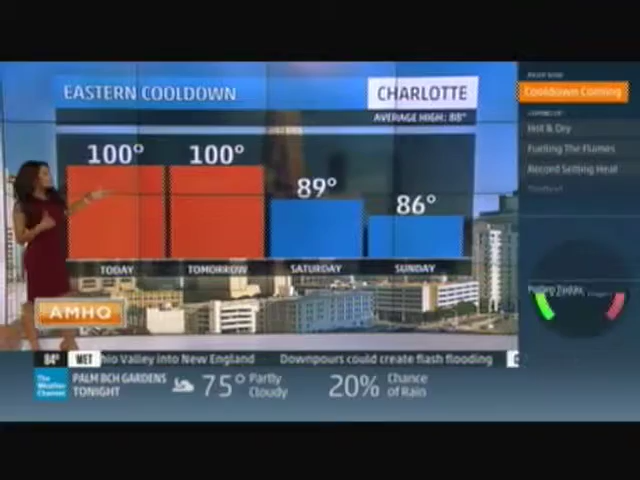 EASTERN COOLDOWN
CHARLOTTE
AVERAGE HIGH: 88°
100°
100°
89°
86°
TODAY
TOMORROW
SATURDAY
SUNDAY
Cooldown Coming
Hot & Dry
Fueling The Flames
Record Setting Heat
AMHQ
84° WET hio Valley into New England Downpours could create flash flooding
The
Weather
Channel
PALM BCH GARDENS
TONIGHT
75°
Partly
Cloudy
20%
Chance
of Rain